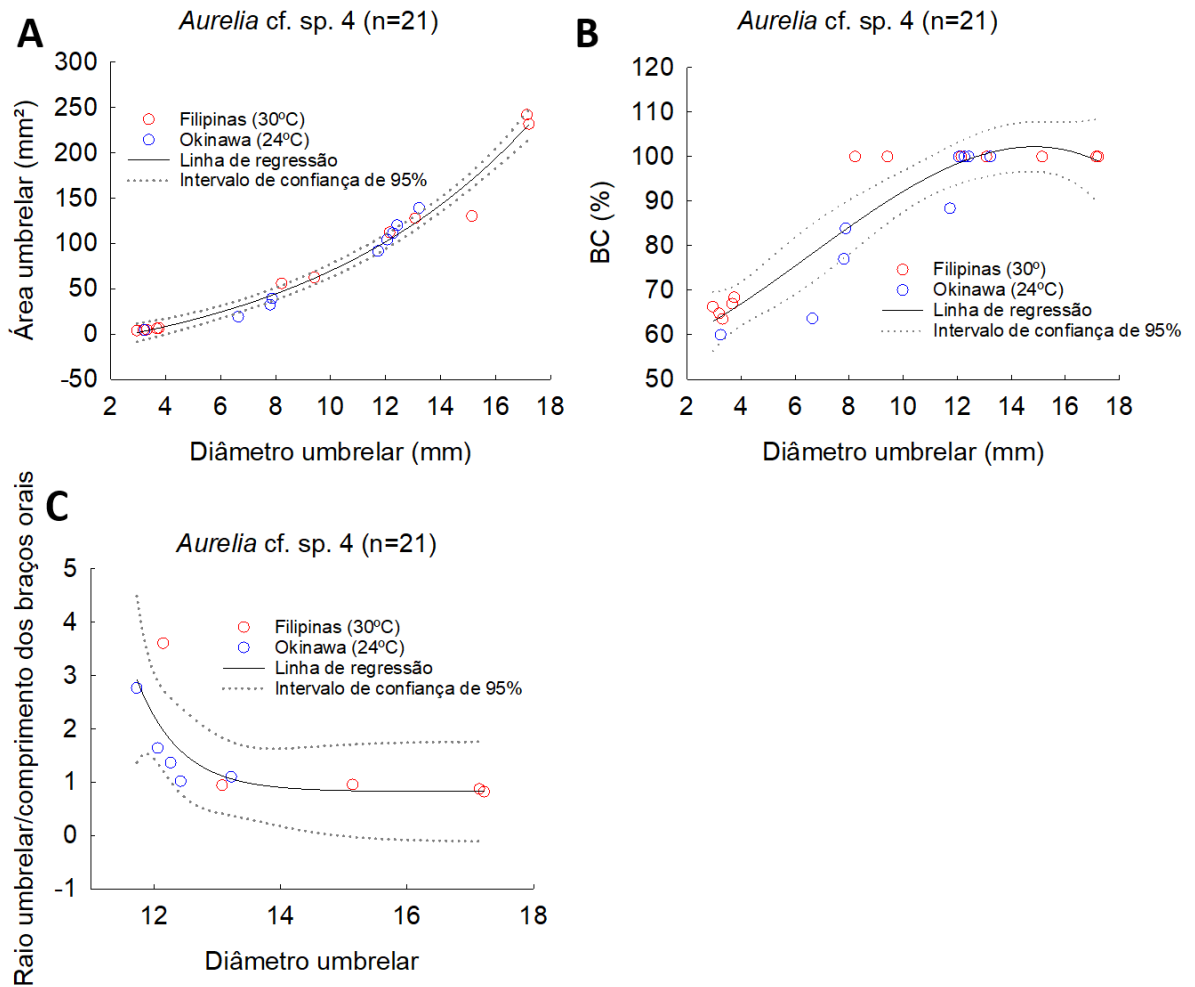 A
Aurelia cf. sp. 4 (n=21)
Área umbrelar (mm²)
300
250
200
150
100
50
0
-50
Filipinas (30ºC)
Okinawa (24ºC)
Linha de regressão
Intervalo de confiança de 95%
2 4 6 8 10 12 14 16 18
Diâmetro umbrelar (mm)
B
Aurelia cf. sp. 4 (n=21)
BC (%)
120
110
100
90
80
70
60
50
Filipinas (30º)
Okinawa (24ºC)
Linha de regressão
Intervalo de confiança de 95%
2 4 6 8 10 12 14 16 18
Diâmetro umbrelar (mm)
C
Aurelia cf. sp. 4 (n=21)
Raio umbrelar/comprimento dos braços orais
5
4
3
2
1
0
-1
Filipinas (30ºC)
Okinawa (24ºC)
Linha de regressão
Intervalo de confiança de 95%
12 14 16 18
Diâmetro umbrelar